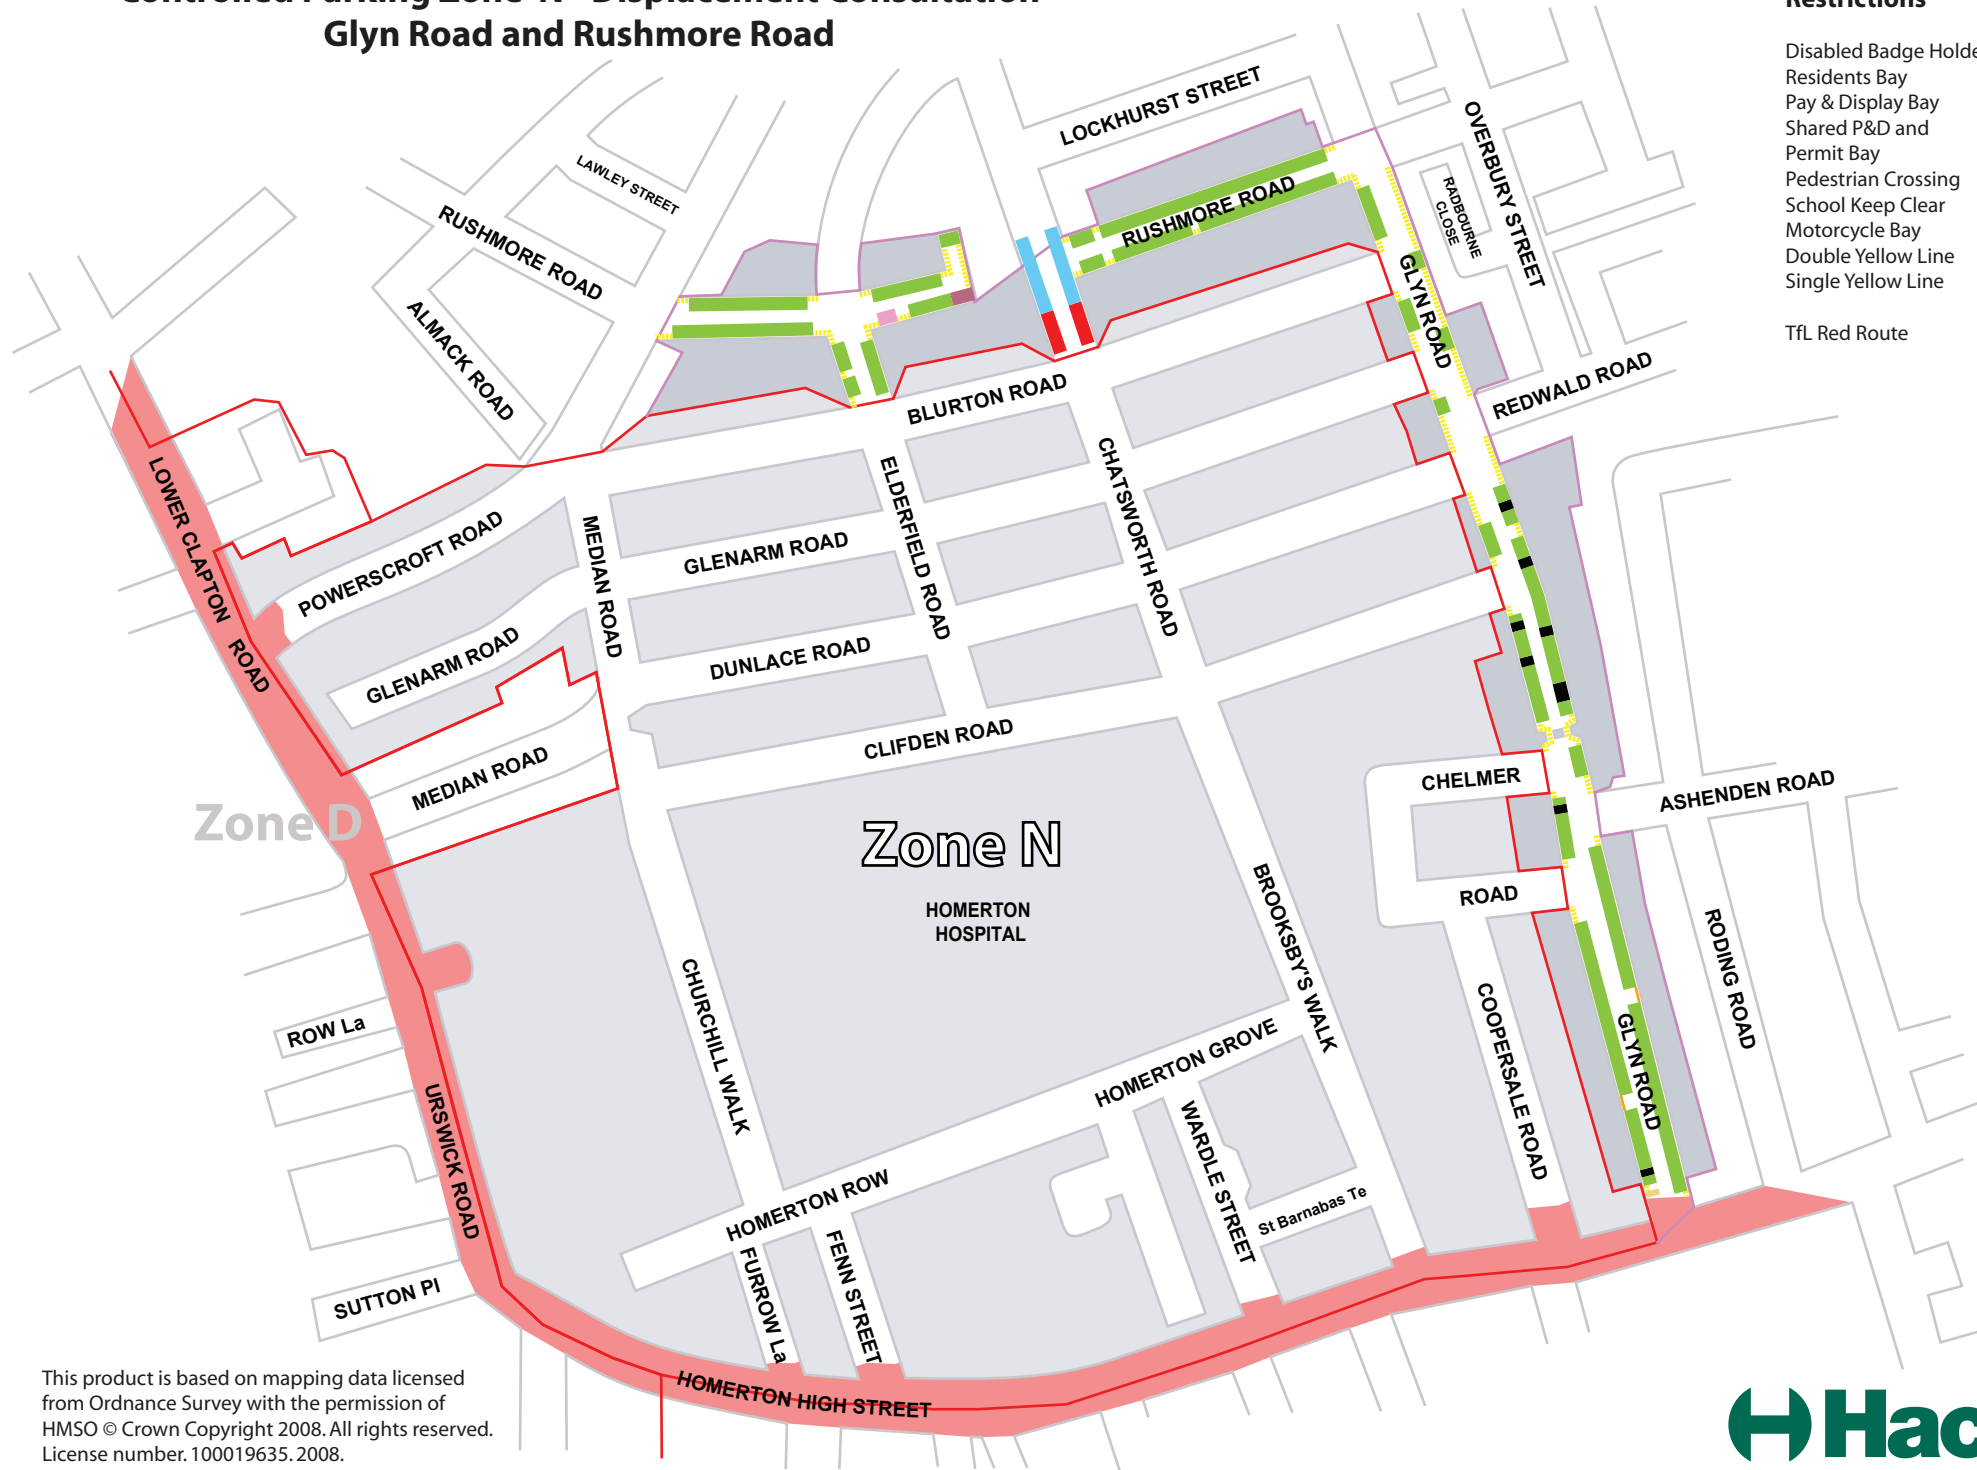 Controlled Parking Zone 'N' - Displacement Consultation
Glyn Road and Rushmore Road
Restrictions
Disabled Badge Holde
Residents Bay
Pay & Display Bay
Shared P&D and
Permit Bay
Pedestrian Crossing
School Keep Clear
Motorcycle Bay
Double Yellow Line
Single Yellow Line
TfL Red Route
LOCKHURST STREET
OVERBURY STREET
RADBOURNE
CLOSE
LAWLEY STREET
RUSHMORE ROAD
RUSHMORE ROAD
ALMACK ROAD
GLYN ROAD
REDWALD ROAD
BLURTON ROAD
CHATSWORTH ROAD
ELDERFIELD ROAD
LOWER CLAPTON ROAD
POWERSCROFT ROAD
MEDIAN ROAD
GLENARM ROAD
GLENARM ROAD
DUNLACE ROAD
CLIFDEN ROAD
MEDIAN ROAD
CHELMER
ROAD
ASHENDEN ROAD
Zone D
Zone N
HOMERTON
HOSPITAL
BROOKSBY'S WALK
RODING ROAD
CHURCHILL WALK
COOPERSALE ROAD
GLYN ROAD
ROW La
URSWICK ROAD
HOMERTON GROVE
WARDLE STREET
HOMERTON ROW
St Barnabas Te
FURROW La
FENN STREET
SUTTON Pl
HOMERTON HIGH STREET
This product is based on mapping data licensed
from Ordnance Survey with the permission of
HMSO © Crown Copyright 2008. All rights reserved.
License number. 100019635. 2008.
Hac